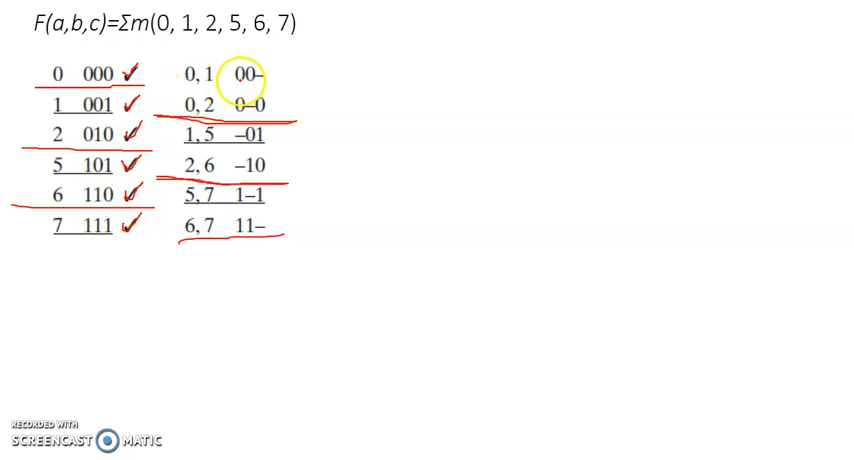 F(a,b,c)=Σm(0, 1, 2, 5, 6, 7)
0 000 ✓ 0, 1 00–
1 001 ✓ 0, 2 0–0
2 010 ✓ 1, 5 –01
5 101 ✓ 2, 6 –10
6 110 ✓ 5, 7 1–1
7 111 ✓ 6, 7 11–
RECORDED WITH
SCREENCAST MATIC